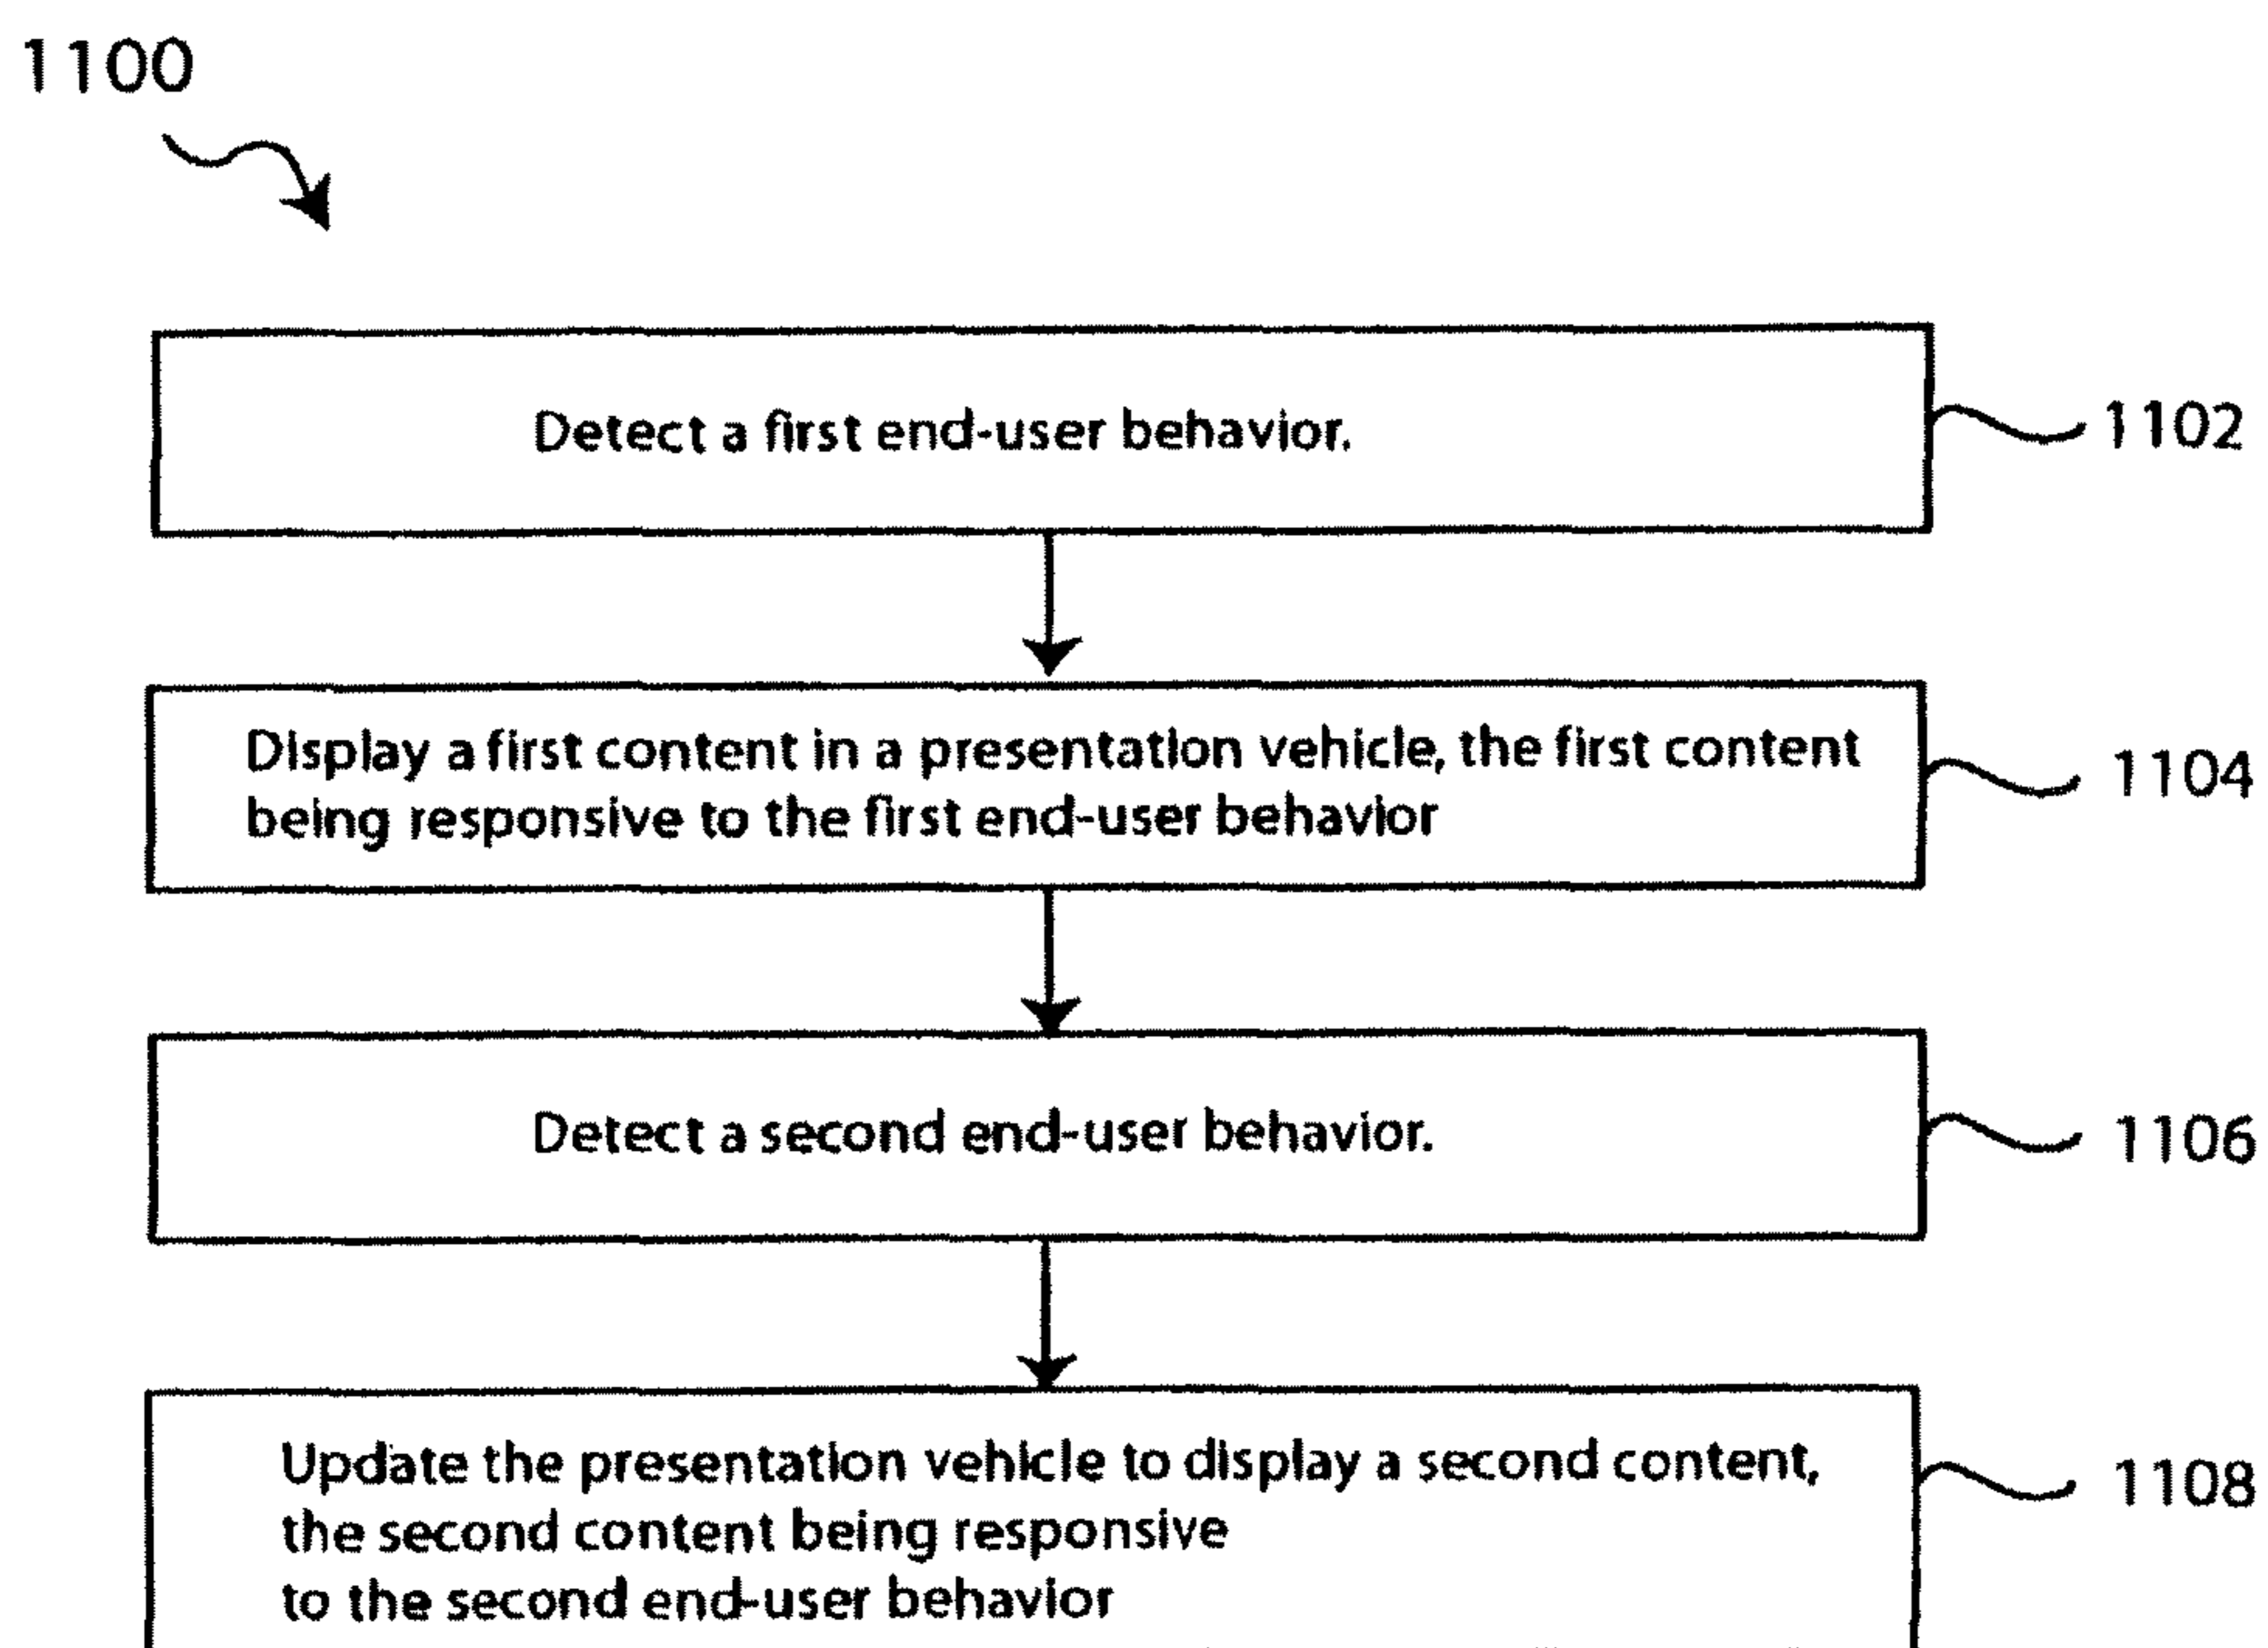 1100
Detect a first end-user behavior.
1102
Display a first content in a presentation vehicle, the first content
being responsive to the first end-user behavior
1104
Detect a second end-user behavior.
1106
Update the presentation vehicle to display a second content,
the second content being responsive
to the second end-user behavior
1108